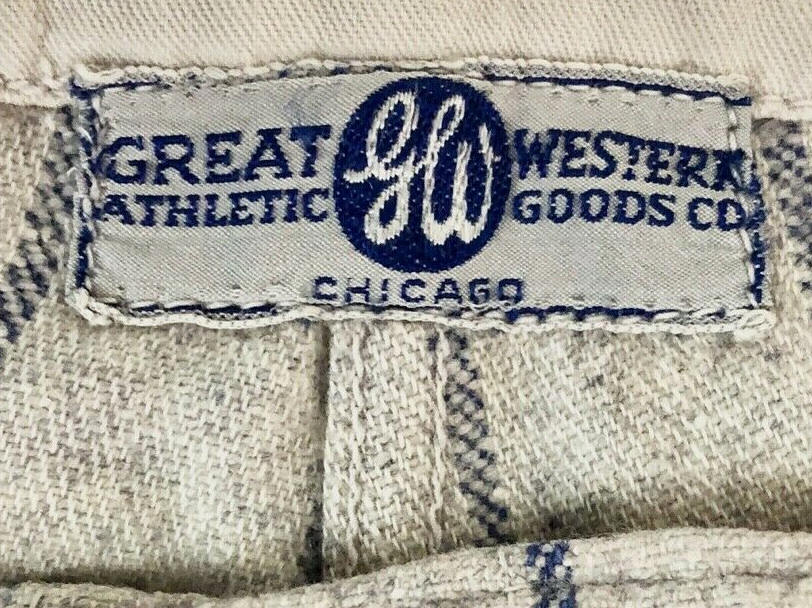 GREAT GW WESTERN
ATHLETIC GOODS CO
CHICAGO